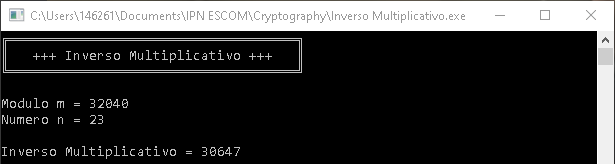 C:\Users\146261\Documents\IPN ESCOM\Cryptography\Inverso Multiplicativo.exe
+++ Inverso Multiplicativo +++
Modulo m = 32040
Numero n = 23
Inverso Multiplicativo = 30647